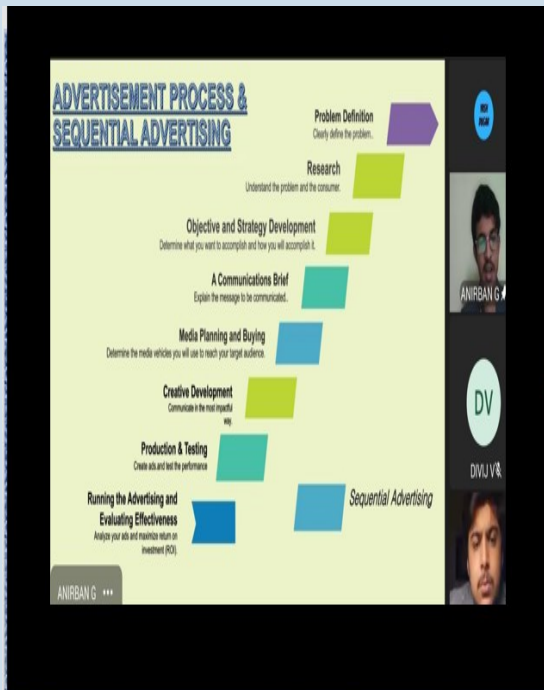 ADVERTISEMENT PROCESS &
SEQUENTIAL ADVERTISING
Problem Definition
Clearly define the problem..
Research
Understand the problem and the consumer.
Objective and Strategy Development
Determine what you want to accomplish and how you will accomplish it.
A Communications Brief
Explain the message to be communicated..
Media Planning and Buying
Determine the media vehicles you will use to reach your target audience.
Creative Development
Communicate in the most impactful
way.
Production & Testing
Create ads and test the performance
Running the Advertising and
Evaluating Effectiveness
Analyze your ads and maximize return on
investment (ROI).
Sequential Advertising
ANIRBAN G
ANIRBAN G
DV
DIVIJ V